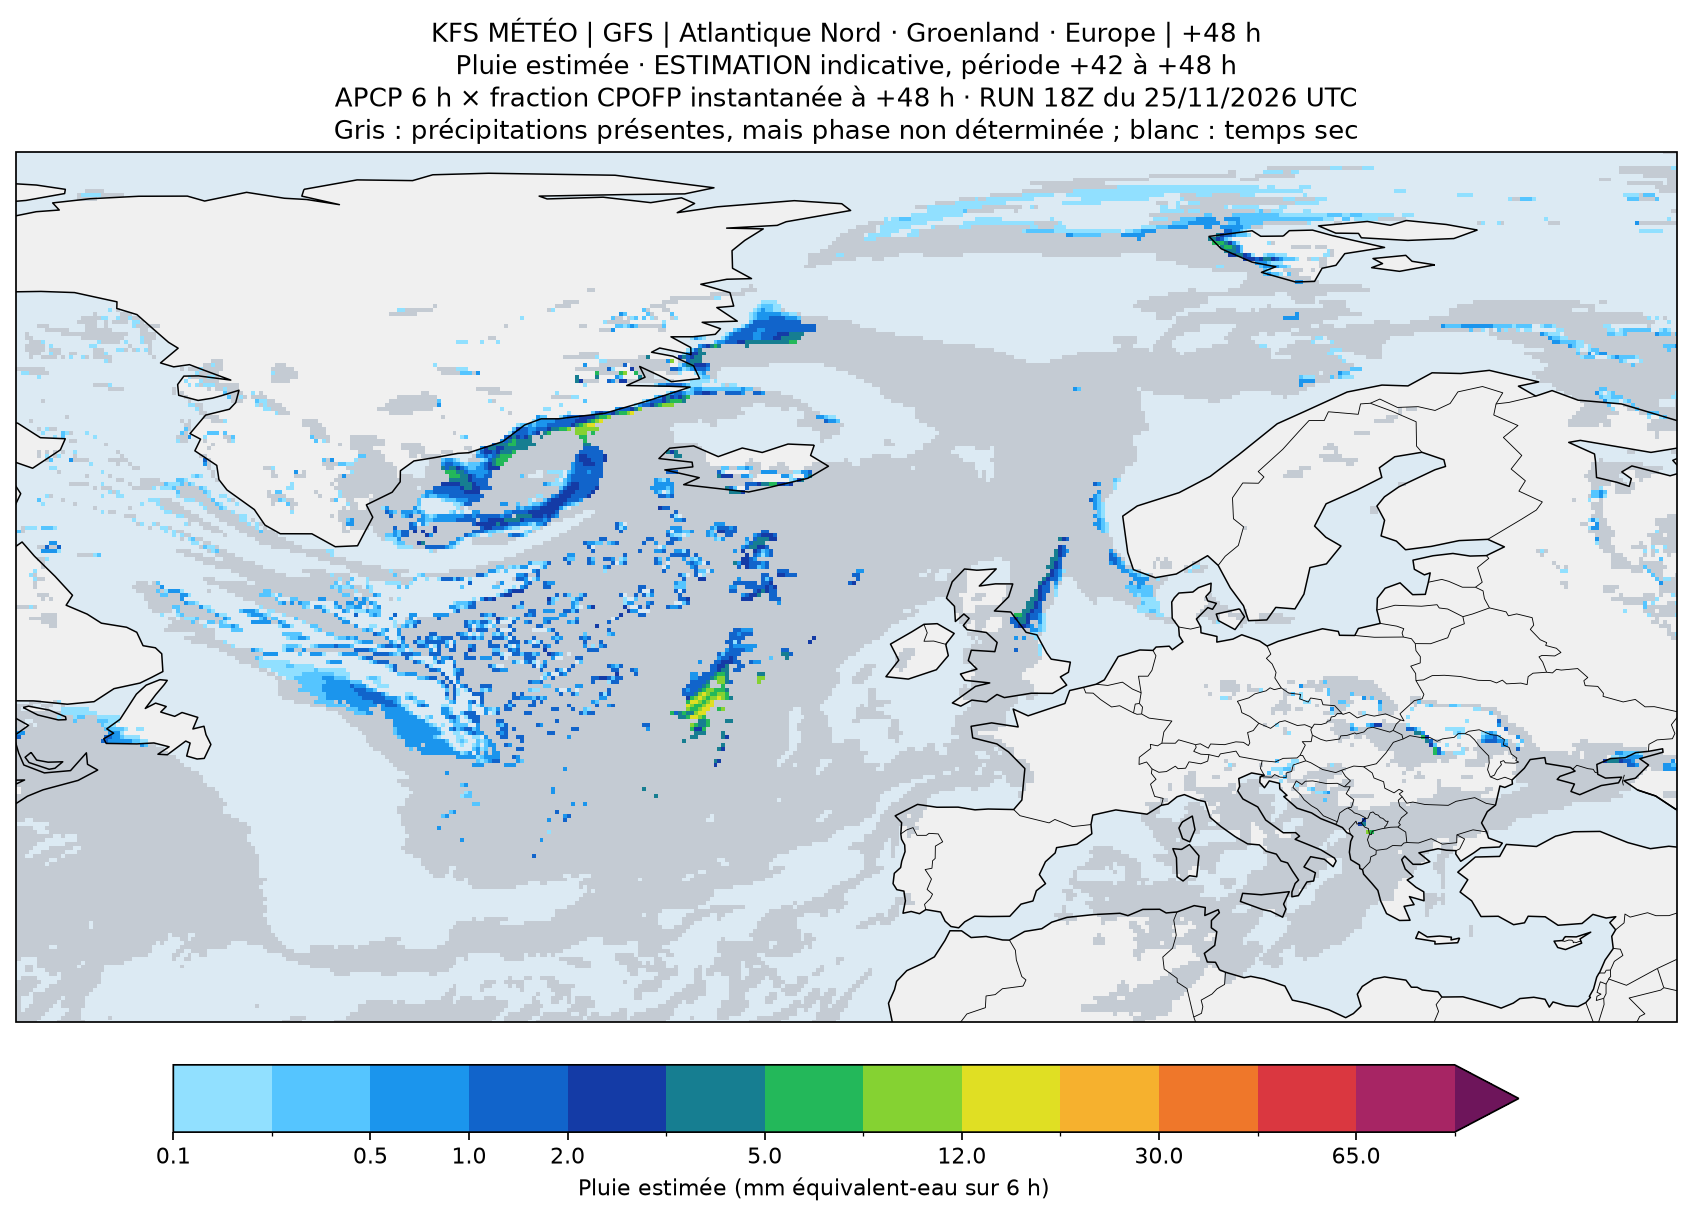 KFS MÉTÉO | GFS | Atlantique Nord · Groenland · Europe | +48 h
Pluie estimée · ESTIMATION indicative, période +42 à +48 h
APCP 6 h × fraction CPOFP instantanée à +48 h · RUN 18Z du 25/11/2026 UTC
Gris : précipitations présentes, mais phase non déterminée ; blanc : temps sec
0.1 0.5 1.0 2.0 5.0 12.0 30.0 65.0
Pluie estimée (mm équivalent-eau sur 6 h)